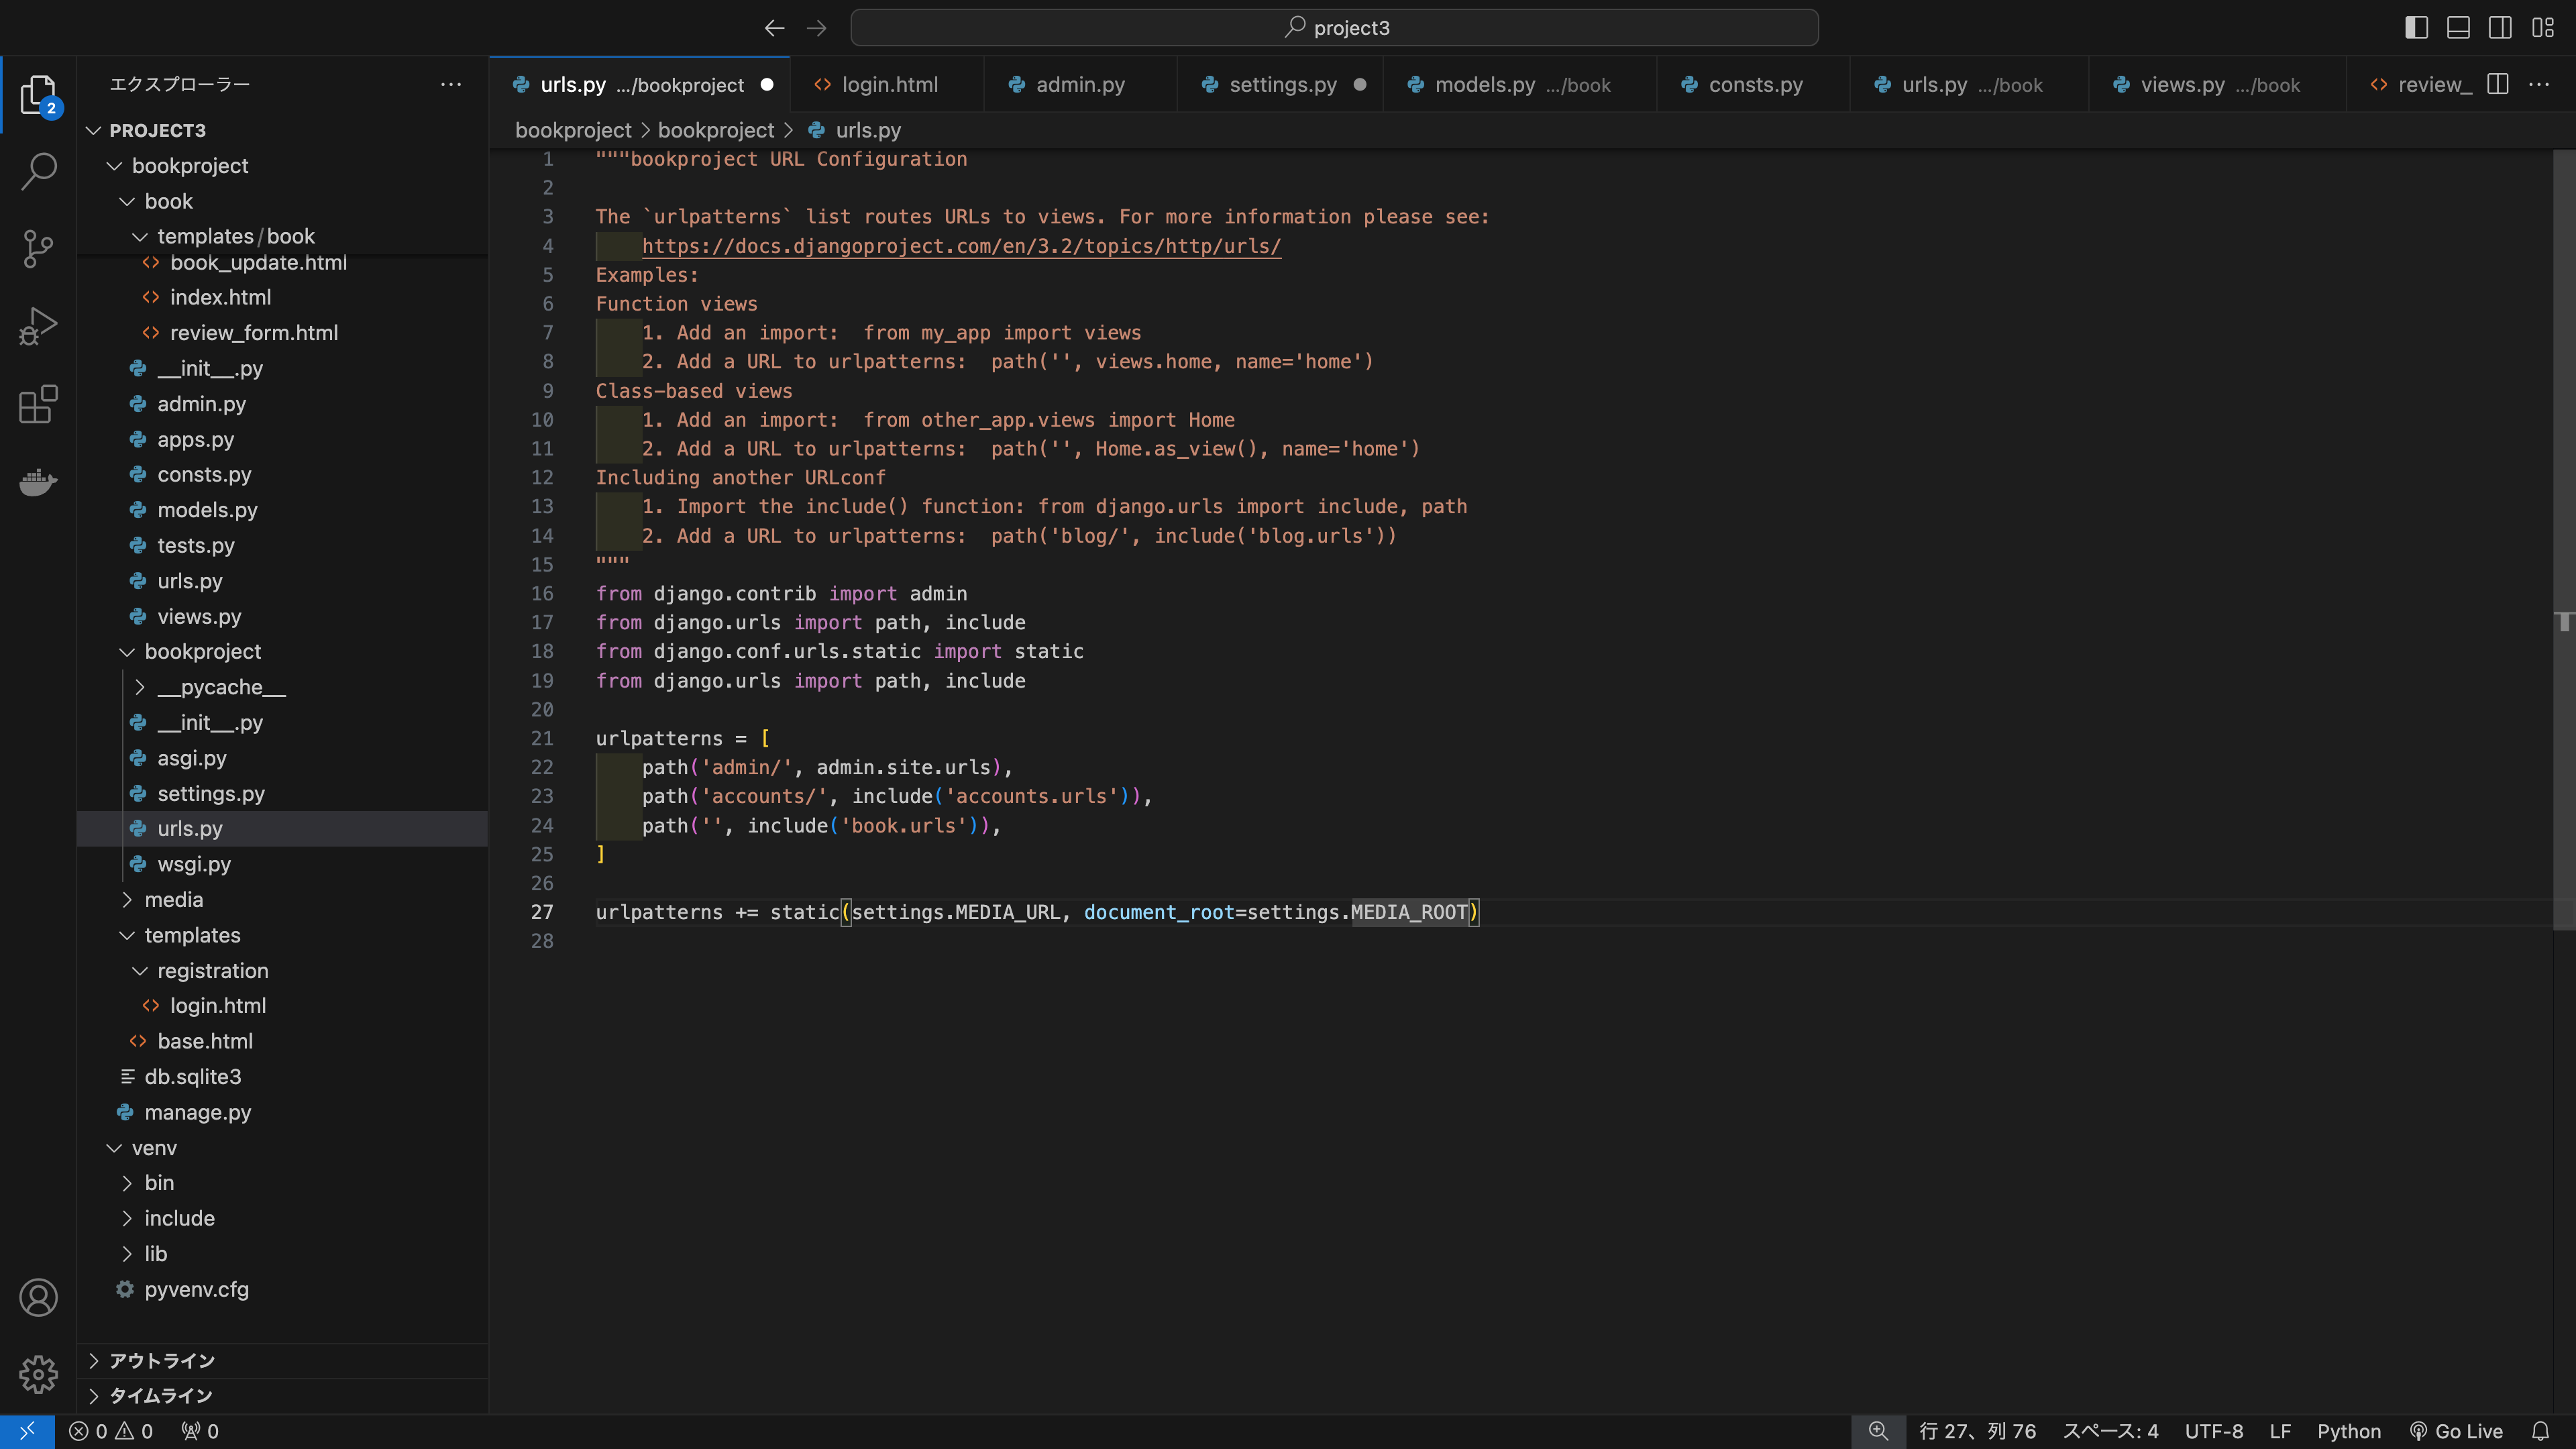 project3
エクスプローラー
PROJECT3
bookproject
book
templates/book
book_update.html
index.html
review_form.html
__init__.py
admin.py
apps.py
consts.py
models.py
tests.py
urls.py
views.py
bookproject
__pycache__
__init__.py
asgi.py
settings.py
urls.py
wsgi.py
media
templates
registration
login.html
base.html
db.sqlite3
manage.py
venv
bin
include
lib
pyvenv.cfg
アウトライン
タイムライン
2
urls.py .../bookproject
login.html
admin.py
settings.py
models.py .../book
consts.py
urls.py .../book
views.py .../book
review_
bookproject > bookproject > urls.py
1 """bookproject URL Configuration
2
3 The `urlpatterns` list routes URLs to views. For more information please see:
4     https://docs.djangoproject.com/en/3.2/topics/http/urls/
5 Examples:
6 Function views
7     1. Add an import:  from my_app import views
8     2. Add a URL to urlpatterns:  path('', views.home, name='home')
9 Class-based views
10     1. Add an import:  from other_app.views import Home
11     2. Add a URL to urlpatterns:  path('', Home.as_view(), name='home')
12 Including another URLconf
13     1. Import the include() function: from django.urls import include, path
14     2. Add a URL to urlpatterns:  path('blog/', include('blog.urls'))
15 """
16 from django.contrib import admin
17 from django.urls import path, include
18 from django.conf.urls.static import static
19 from django.urls import path, include
20
21 urlpatterns = [
22     path('admin/', admin.site.urls),
23     path('accounts/', include('accounts.urls')),
24     path('', include('book.urls')),
25 ]
26
27 urlpatterns += static(settings.MEDIA_URL, document_root=settings.MEDIA_ROOT)
28
0 0 0
行 27、列 76
スペース: 4
UTF-8
LF
Python
Go Live